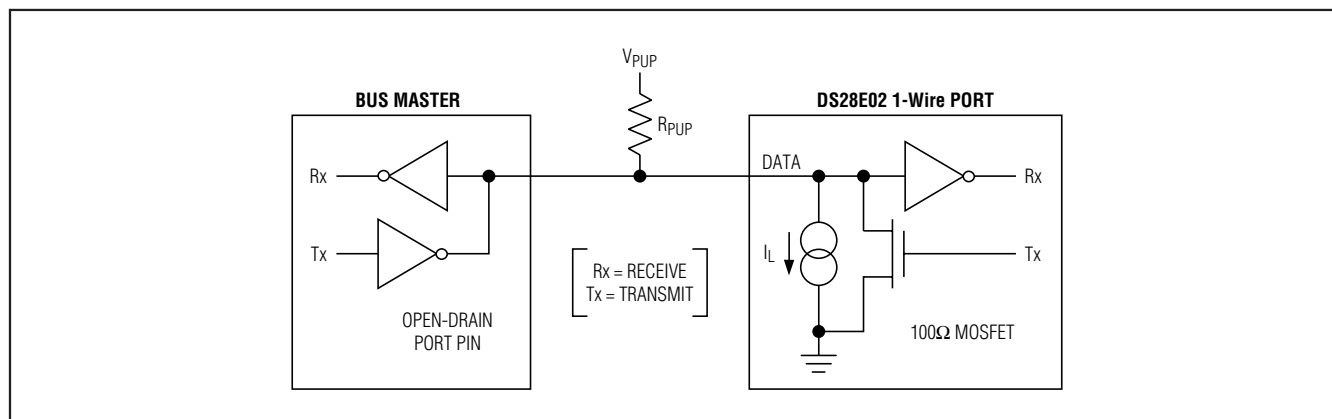 V_PUP
BUS MASTER
DS28E02 1-Wire PORT
R_PUP
DATA
Rx
Rx
Tx
Tx
I_L
Rx = RECEIVE
Tx = TRANSMIT
OPEN-DRAIN
PORT PIN
100Ω MOSFET